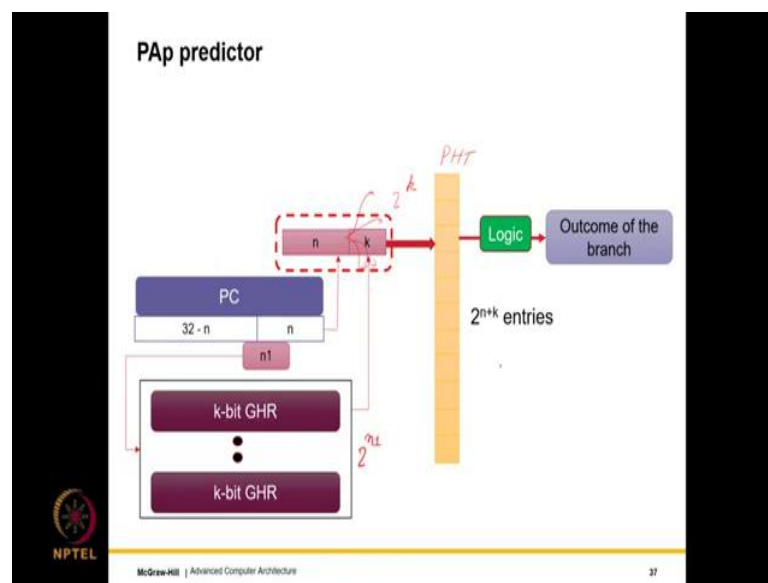 PAp predictor
PHT
2^k
n k
Logic
Outcome of the
branch
PC
32 - n n
n1
2^{n+k} entries
k-bit GHR
2^{n1}
k-bit GHR
NPTEL
McGraw-Hill | Advanced Computer Architecture 37